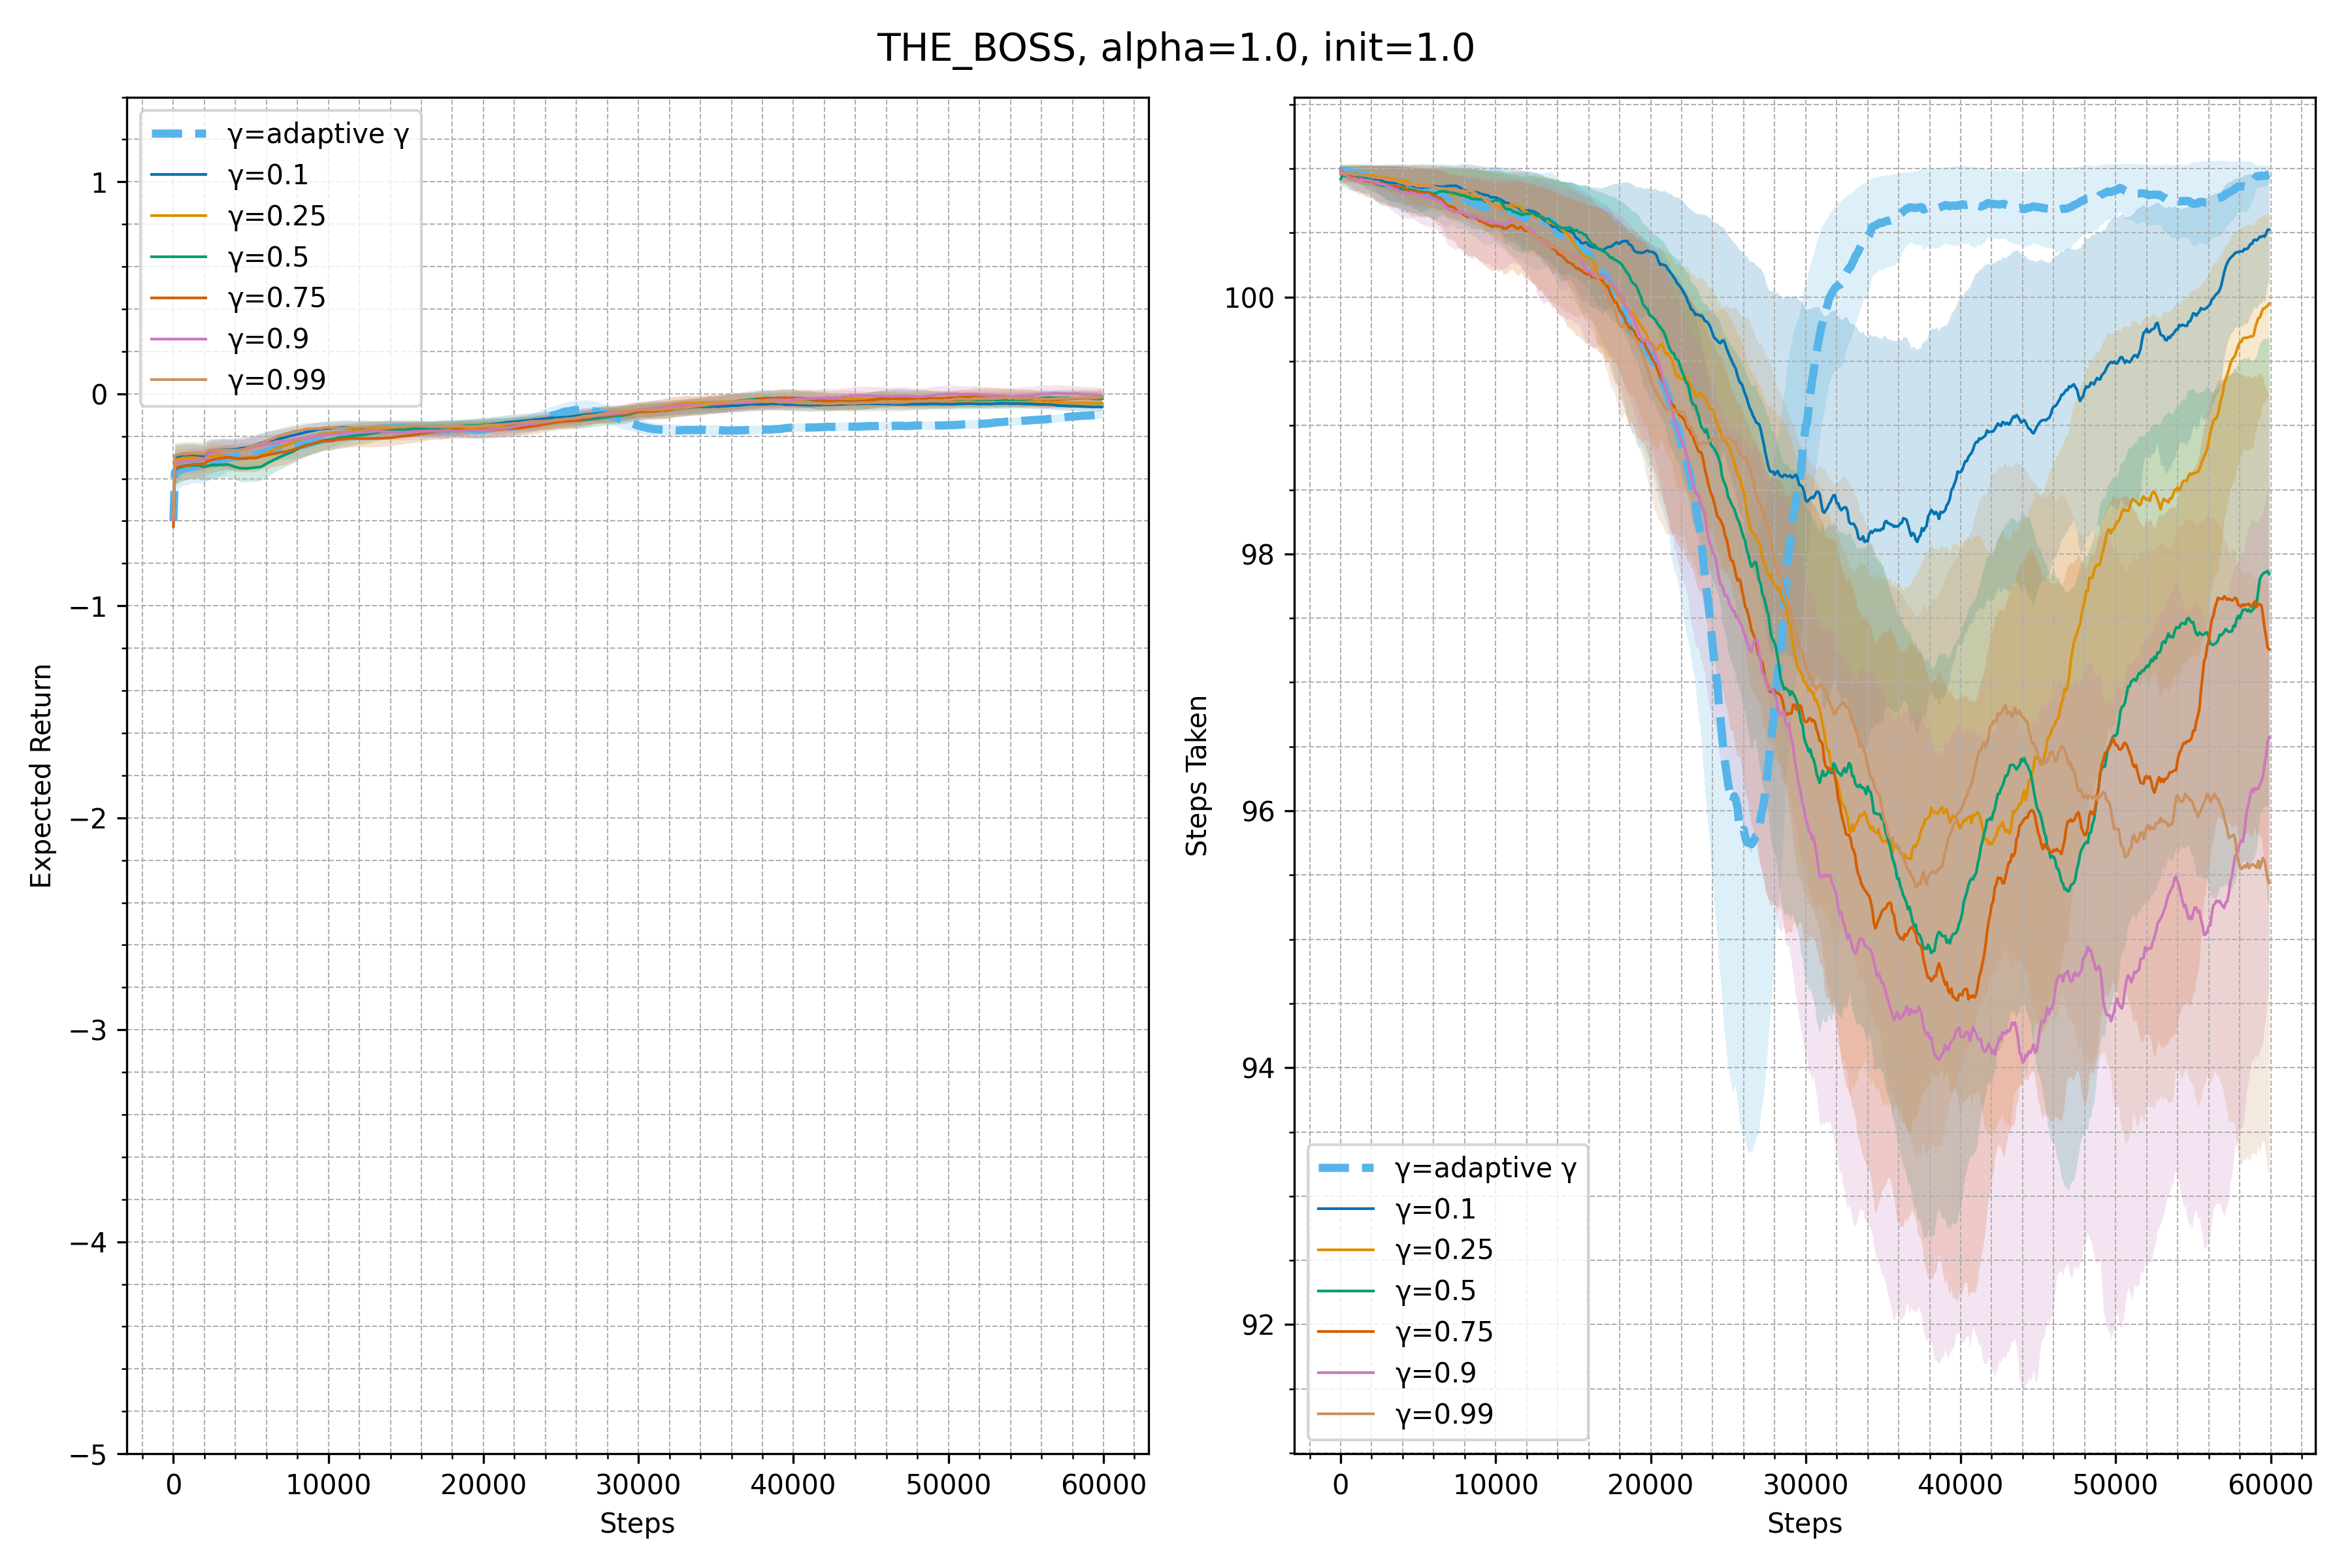 THE_BOSS, alpha=1.0, init=1.0
γ=adaptive γ
γ=0.1
γ=0.25
γ=0.5
γ=0.75
γ=0.9
γ=0.99
1
0
−1
−2
−3
−4
−5
Expected Return
0 10000 20000 30000 40000 50000 60000
Steps
100
98
96
94
92
Steps Taken
γ=adaptive γ
γ=0.1
γ=0.25
γ=0.5
γ=0.75
γ=0.9
γ=0.99
0 10000 20000 30000 40000 50000 60000
Steps